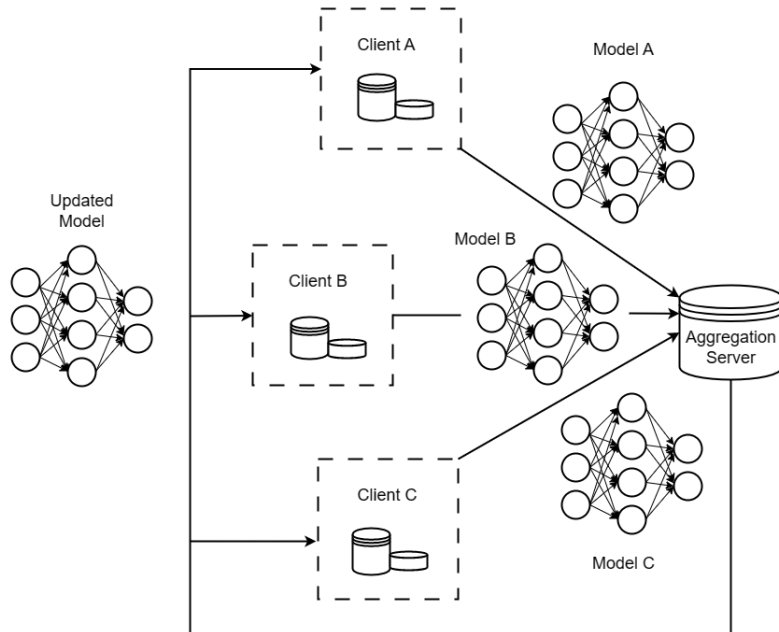 Client A
Model A
Updated
Model
Client B
Model B
Aggregation
Server
Client C
Model C